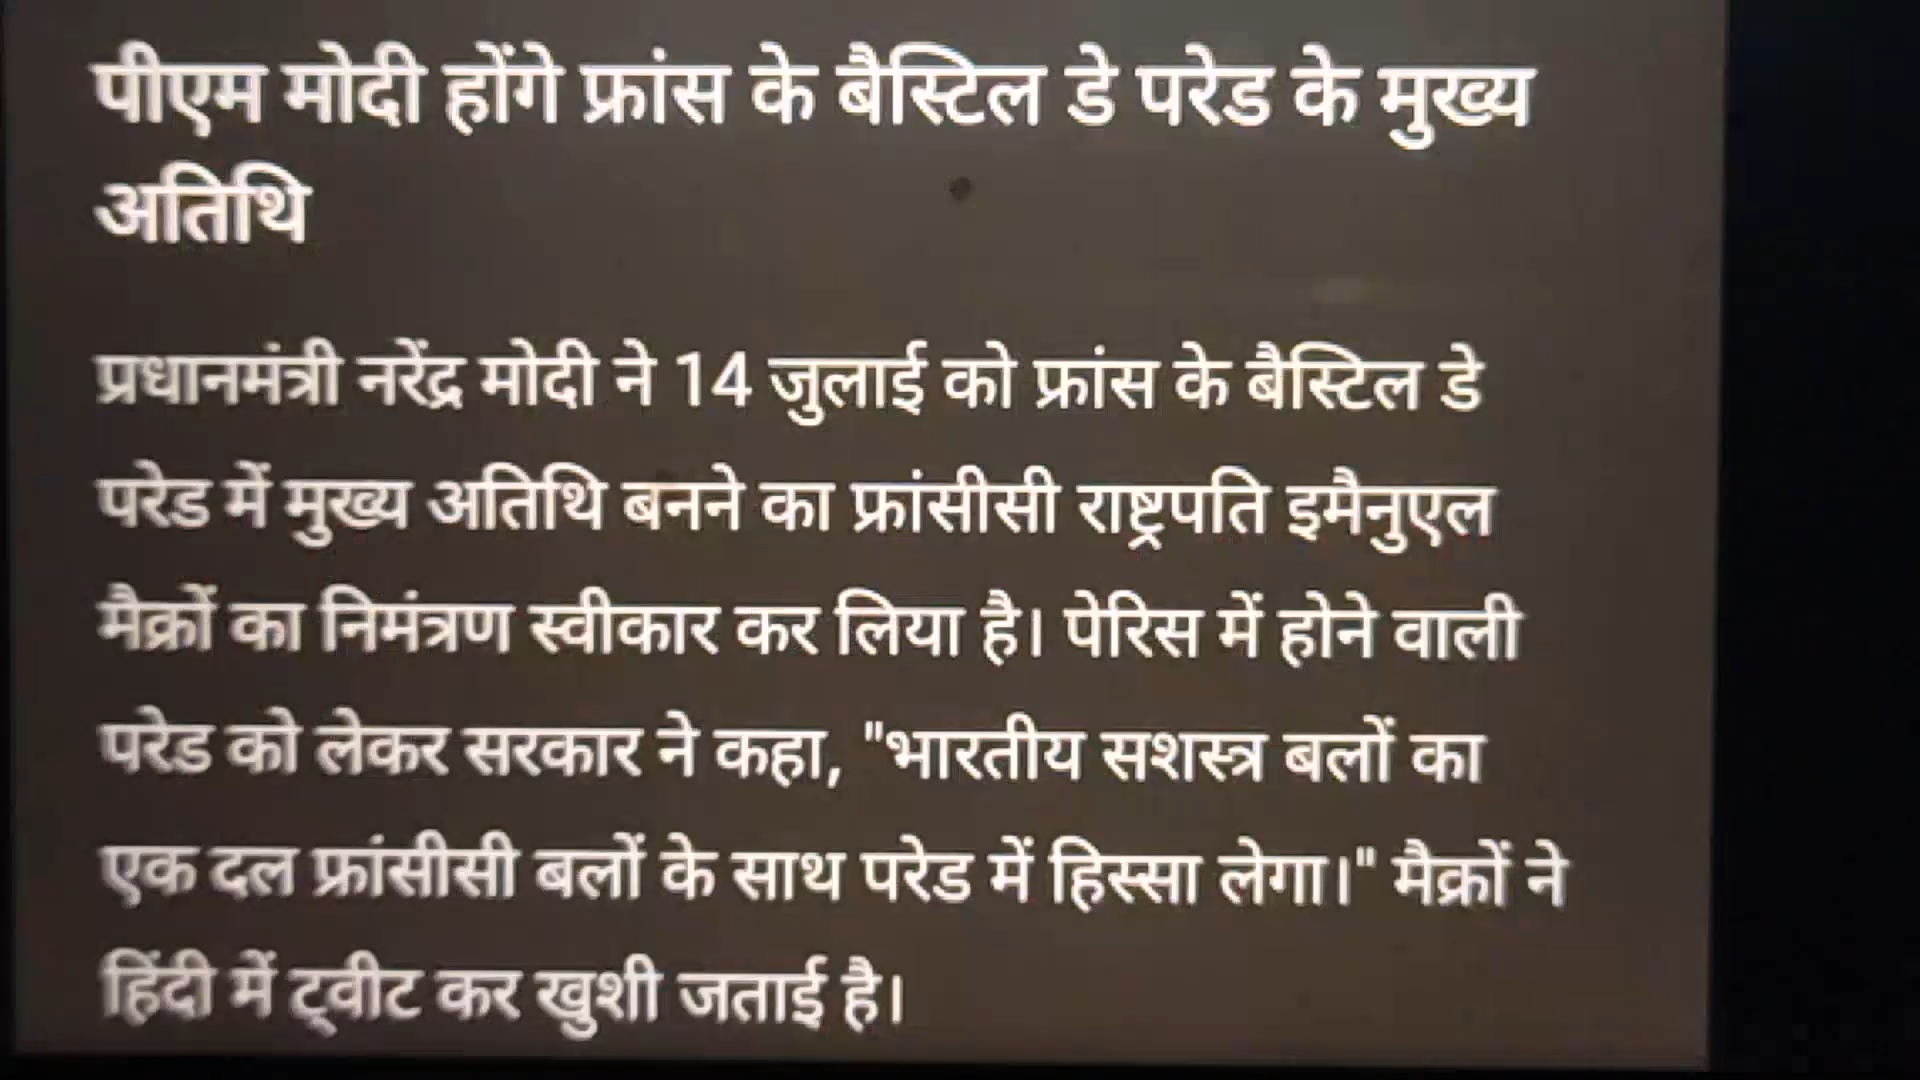 पीएम मोदी होंगे फ्रांस के बैस्टिल डे परेड के मुख्य
अतिथि
प्रधानमंत्री नरेंद्र मोदी ने 14 जुलाई को फ्रांस के बैस्टिल डे
परेड में मुख्य अतिथि बनने का फ्रांसीसी राष्ट्रपति इमैनुएल
मैक्रों का निमंत्रण स्वीकार कर लिया है। पेरिस में होने वाली
परेड को लेकर सरकार ने कहा, "भारतीय सशस्त्र बलों का
एक दल फ्रांसीसी बलों के साथ परेड में हिस्सा लेगा।" मैक्रों ने
हिंदी में ट्वीट कर खुशी जताई है।